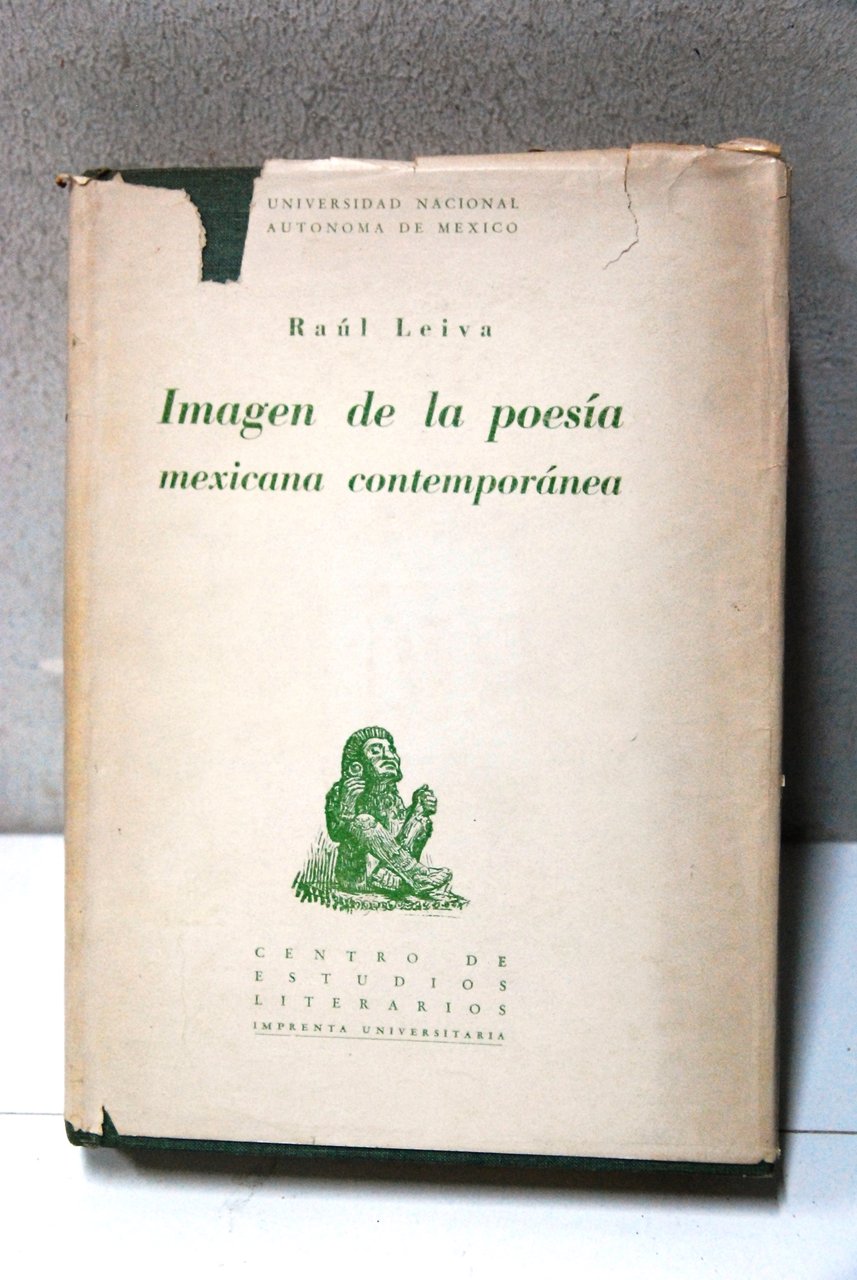 UNIVERSIDAD NACIONAL
AUTONOMA DE MEXICO
Raúl Leiva
Imagen de la poesía
mexicana contemporánea
CENTRO DE
ESTUDIOS
LITERARIOS
IMPRENTA UNIVERSITARIA